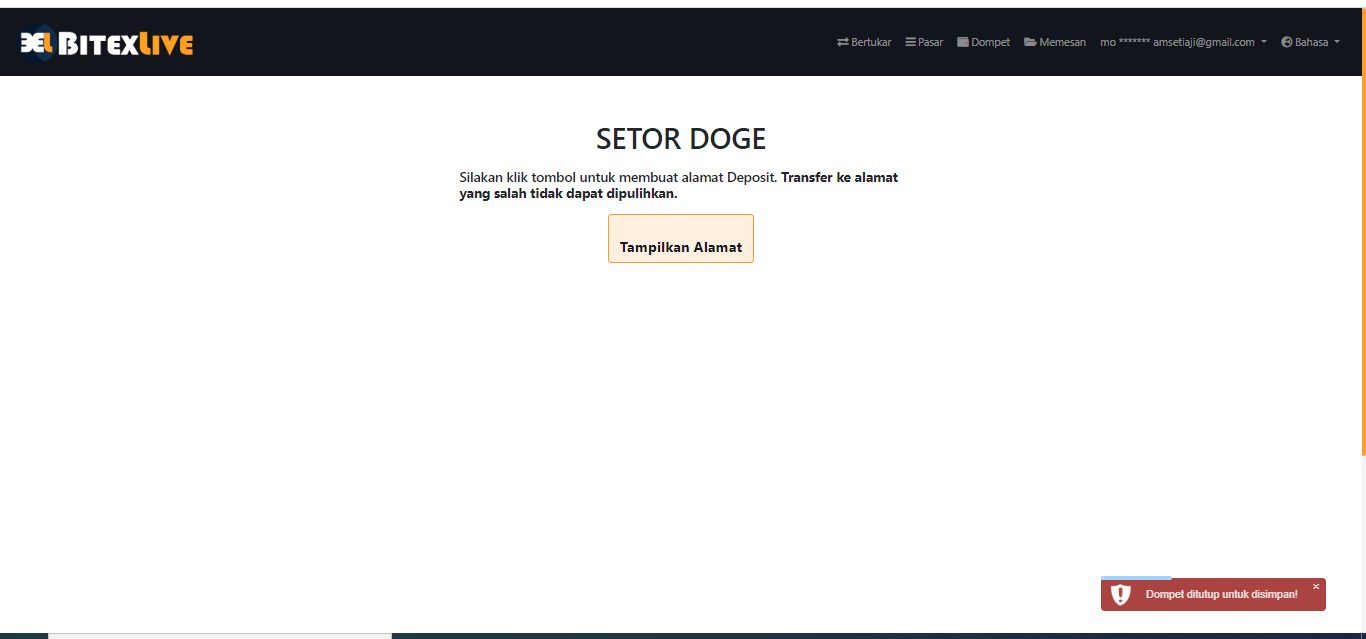 BITEXLIVE
Bertukar Pasar Dompet Memesan mo ******* amsetiaji@gmail.com Bahasa
SETOR DOGE
Silakan klik tombol untuk membuat alamat Deposit. Transfer ke alamat
yang salah tidak dapat dipulihkan.
Tampilkan Alamat
Dompet ditutup untuk disimpan!